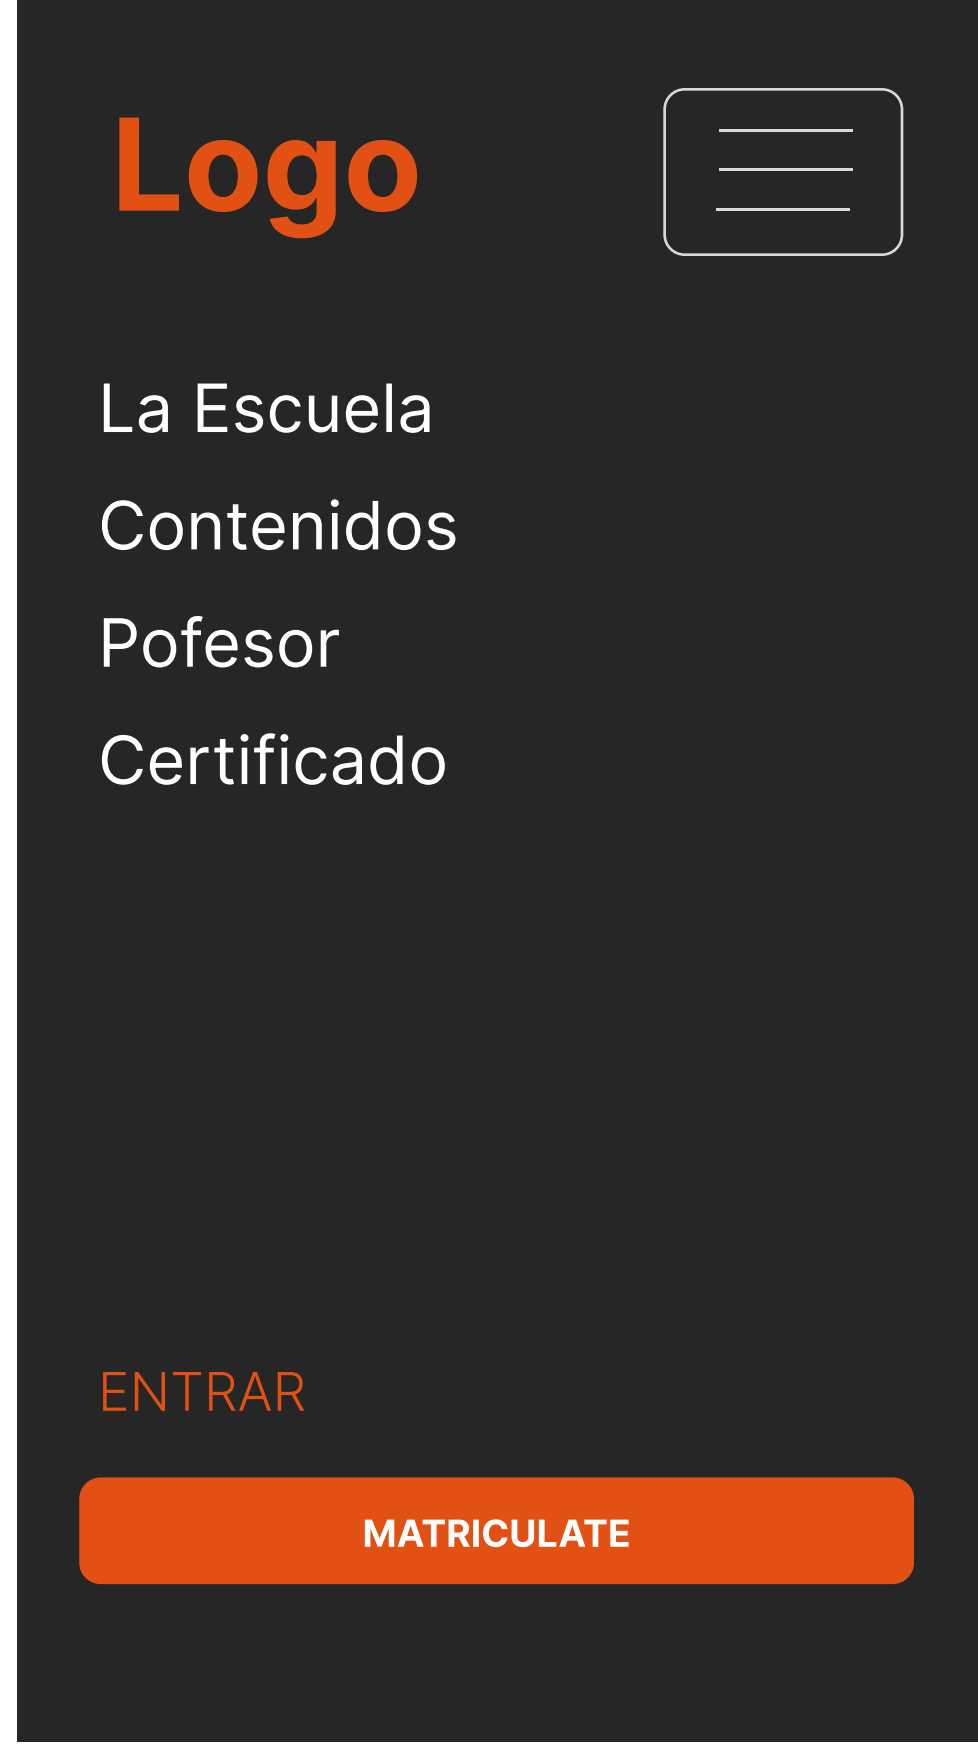 Logo
La Escuela
Contenidos
Pofesor
Certificado
ENTRAR
MATRICULATE